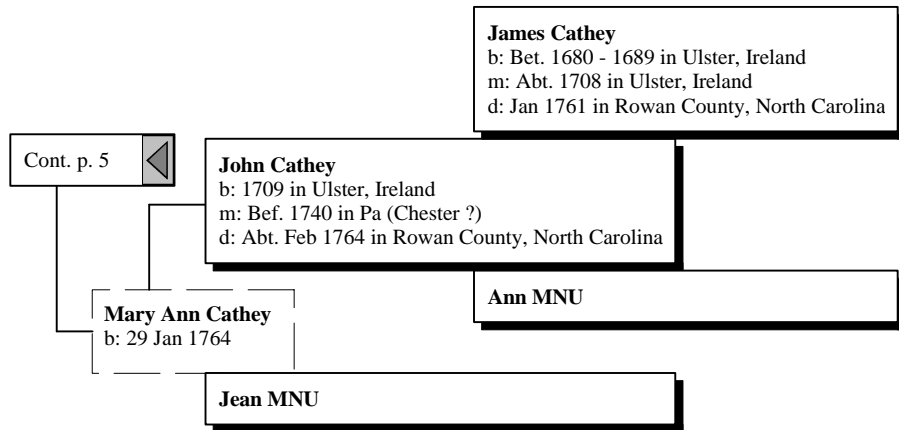 James Cathey
b: Bet. 1680 - 1689 in Ulster, Ireland
m: Abt. 1708 in Ulster, Ireland
d: Jan 1761 in Rowan County, North Carolina
Cont. p. 5
John Cathey
b: 1709 in Ulster, Ireland
m: Bef. 1740 in Pa (Chester ?)
d: Abt. Feb 1764 in Rowan County, North Carolina
Ann MNU
Mary Ann Cathey
b: 29 Jan 1764
Jean MNU